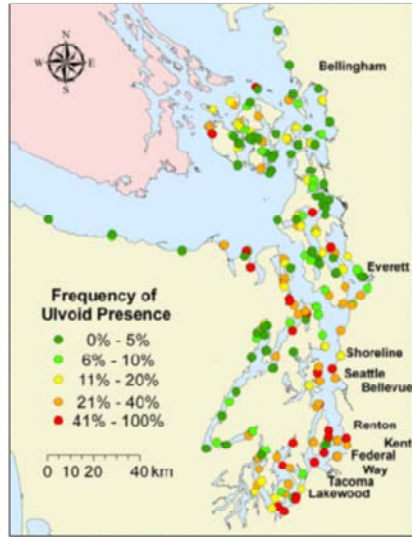 N
W E
S
Bellingham
Everett
Frequency of
Ulvoid Presence
0% - 5%
6% - 10%
11% - 20%
21% - 40%
41% - 100%
0 10 20 40 km
Shoreline
Seattle
Bellevue
Renton
Kent
Federal
Way
Tacoma
Lakewood